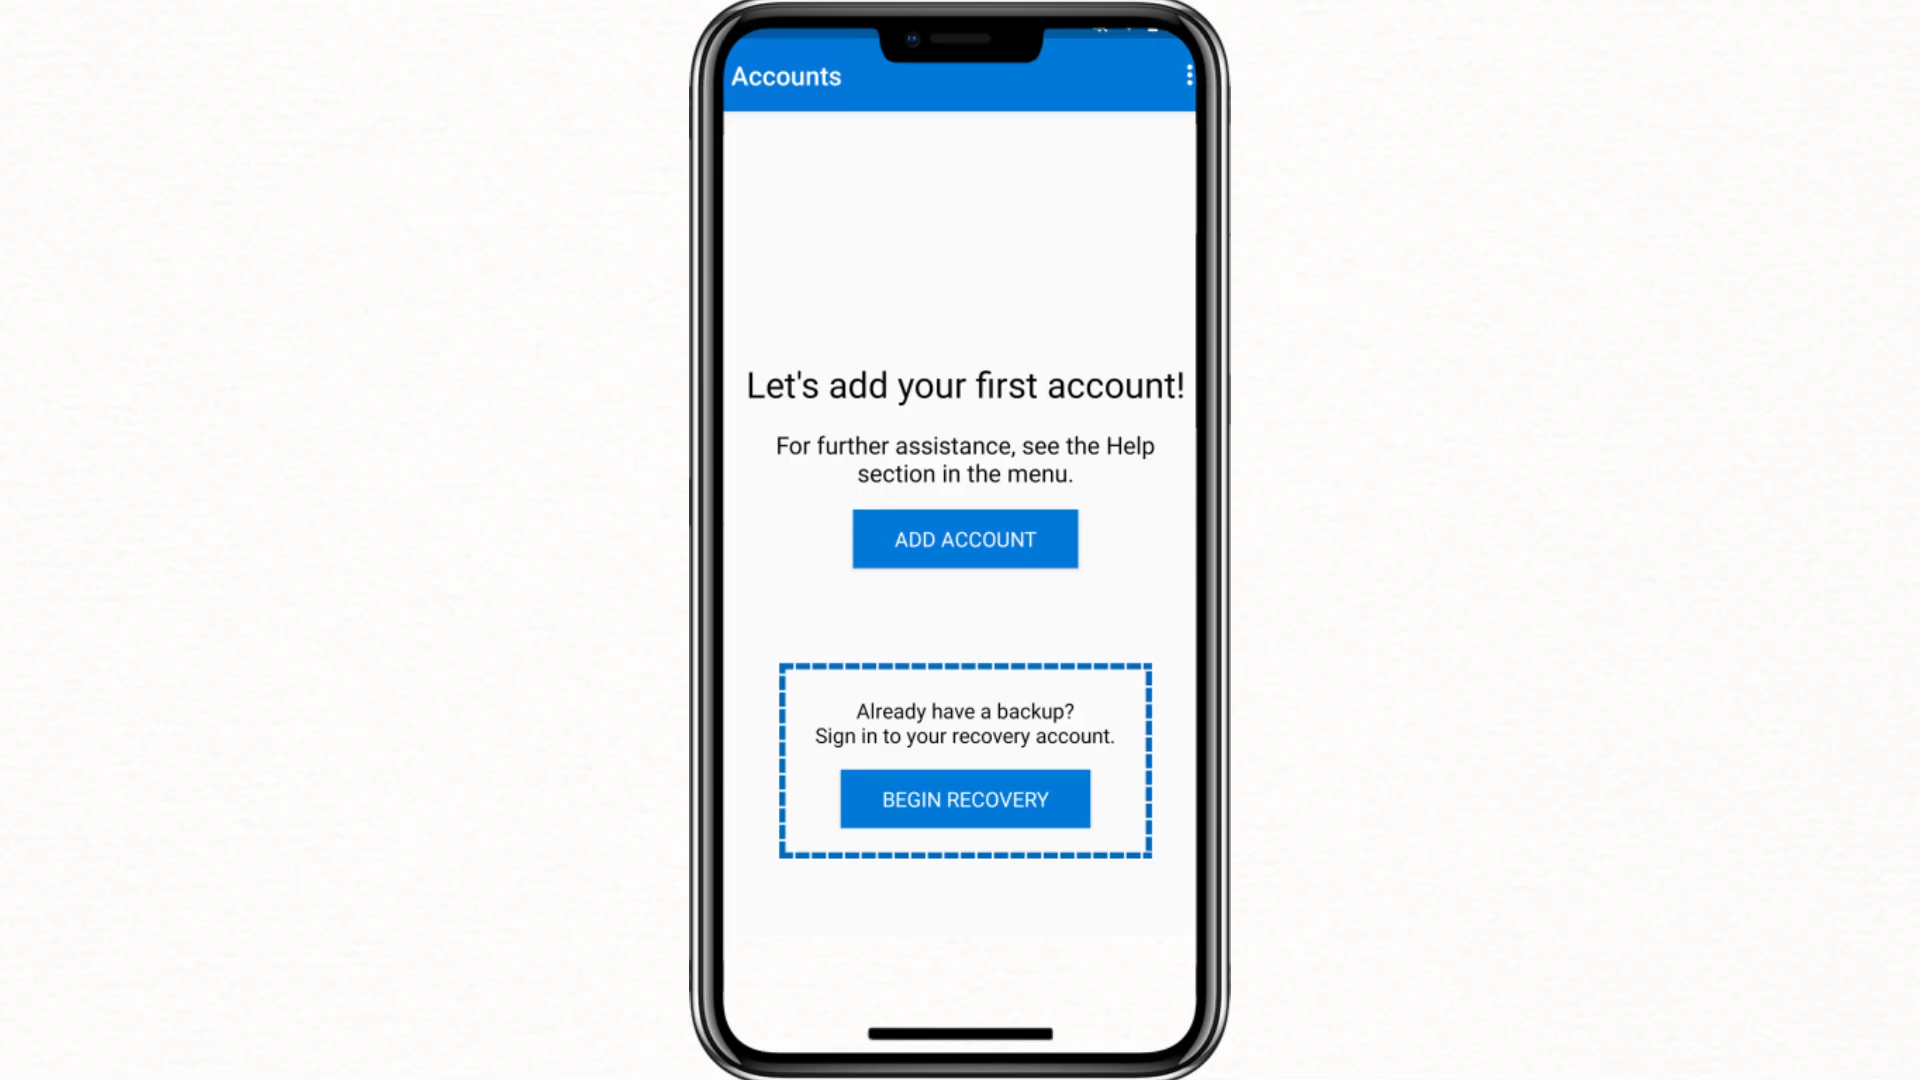 Accounts
Let's add your first account!
For further assistance, see the Help
section in the menu.
ADD ACCOUNT
Already have a backup?
Sign in to your recovery account.
BEGIN RECOVERY